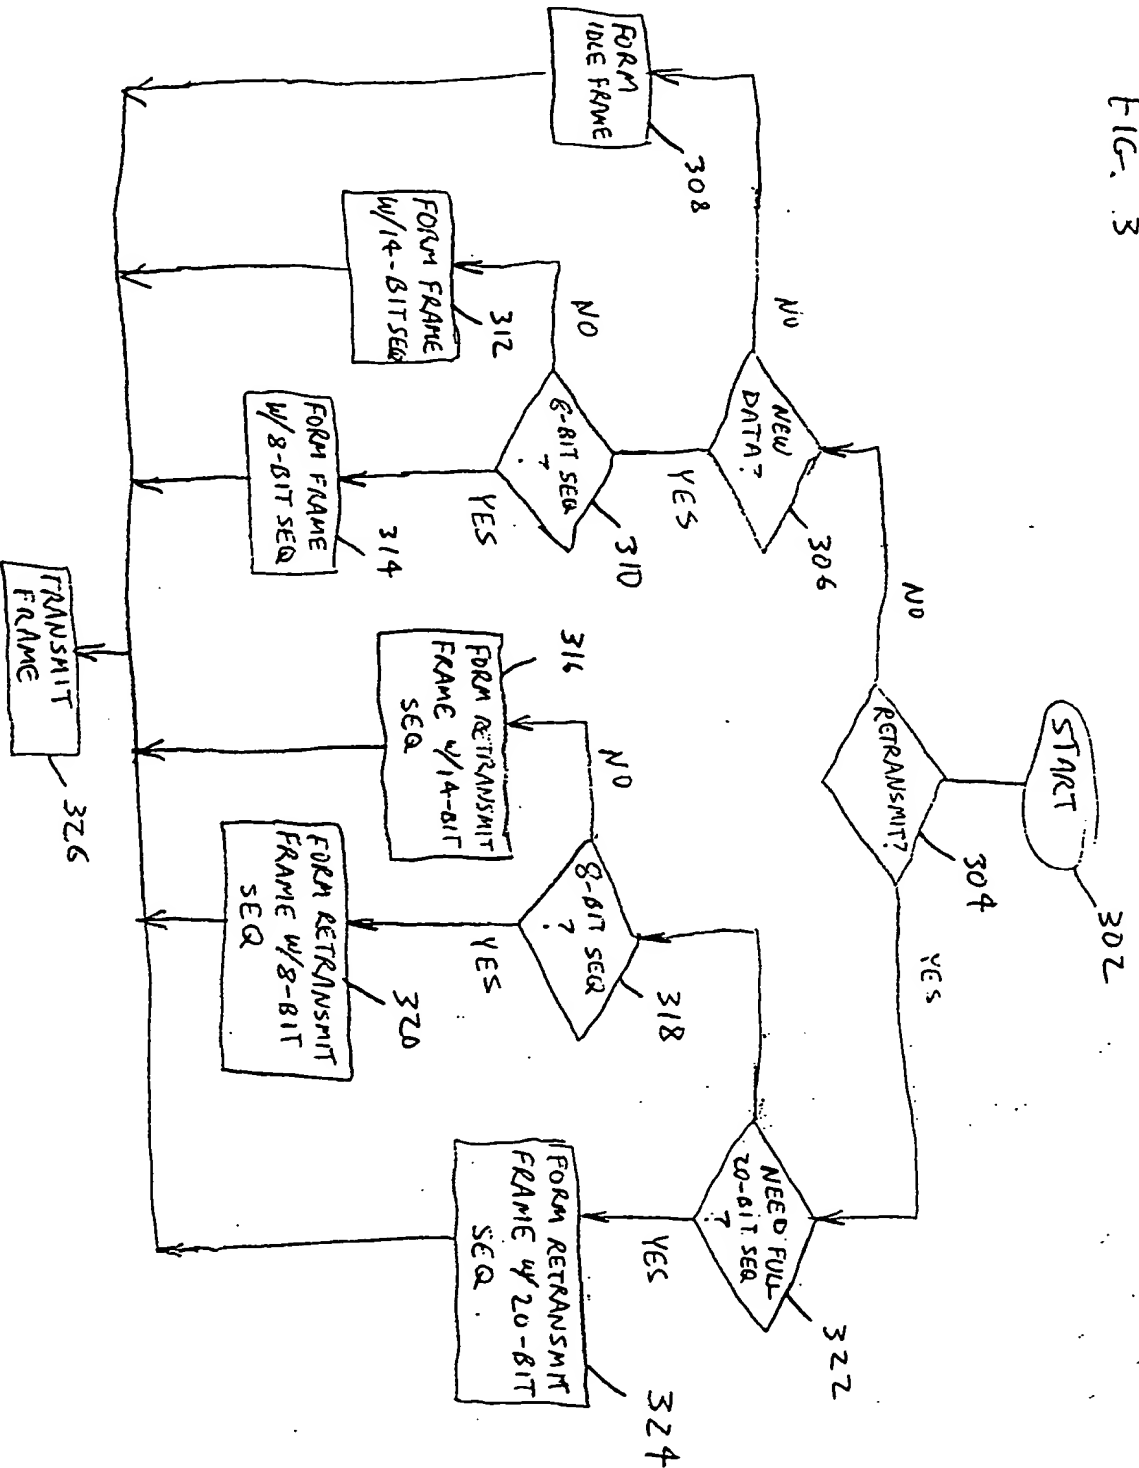 FIG. 3
START
302
RETRANSMIT?
304
NO
YES
NEW
DATA?
306
NEED FULL
20-BIT SEQ
?
322
NO
YES
YES
FORM
IDLE FRAME
308
8-BIT SEQ
?
310
8-BIT SEQ
?
318
NO
YES
NO
YES
FORM FRAME
W/14-BIT SEQ
312
FORM FRAME
W/8-BIT SEQ
314
316
FORM RETRANSMIT
FRAME W/14-BIT
SEQ
FORM RETRANSMIT
FRAME W/8-BIT
SEQ
320
FORM RETRANSMIT
FRAME W/ 20-BIT
SEQ
324
TRANSMIT
FRAME
326